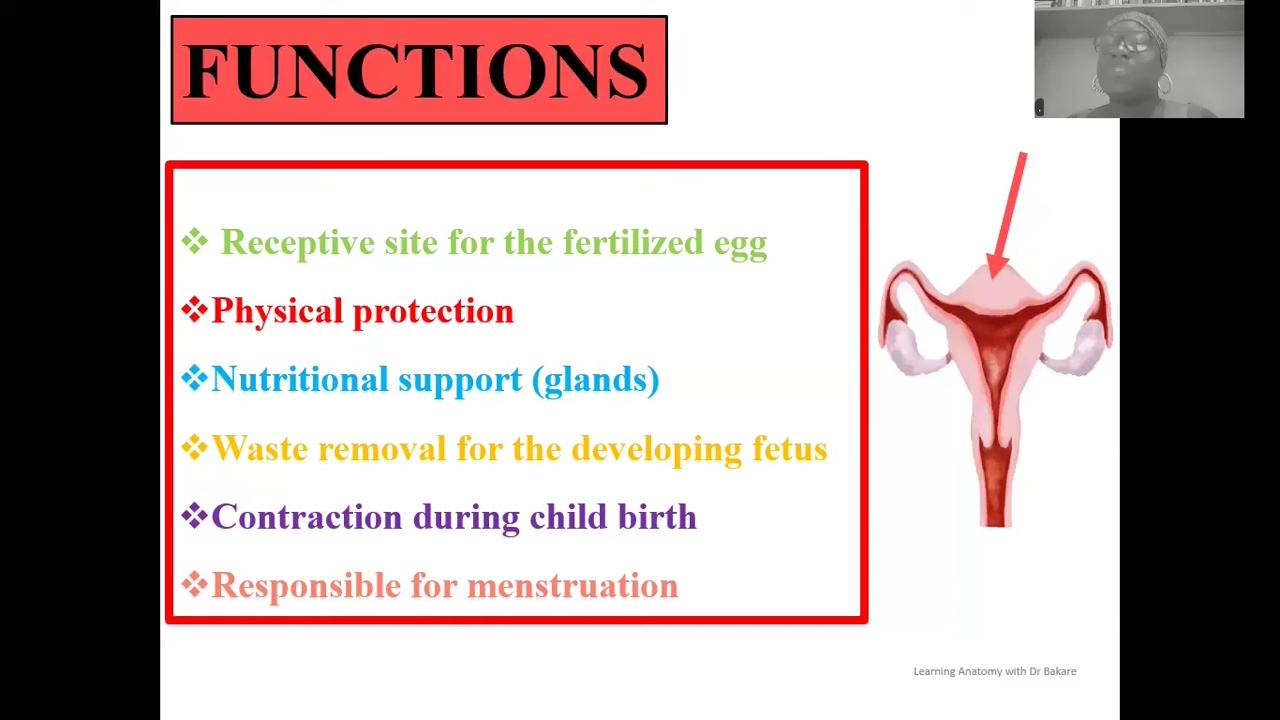 FUNCTIONS
❖ Receptive site for the fertilized egg
❖Physical protection
❖Nutritional support (glands)
❖Waste removal for the developing fetus
❖Contraction during child birth
❖Responsible for menstruation
Learning Anatomy with Dr Bakare